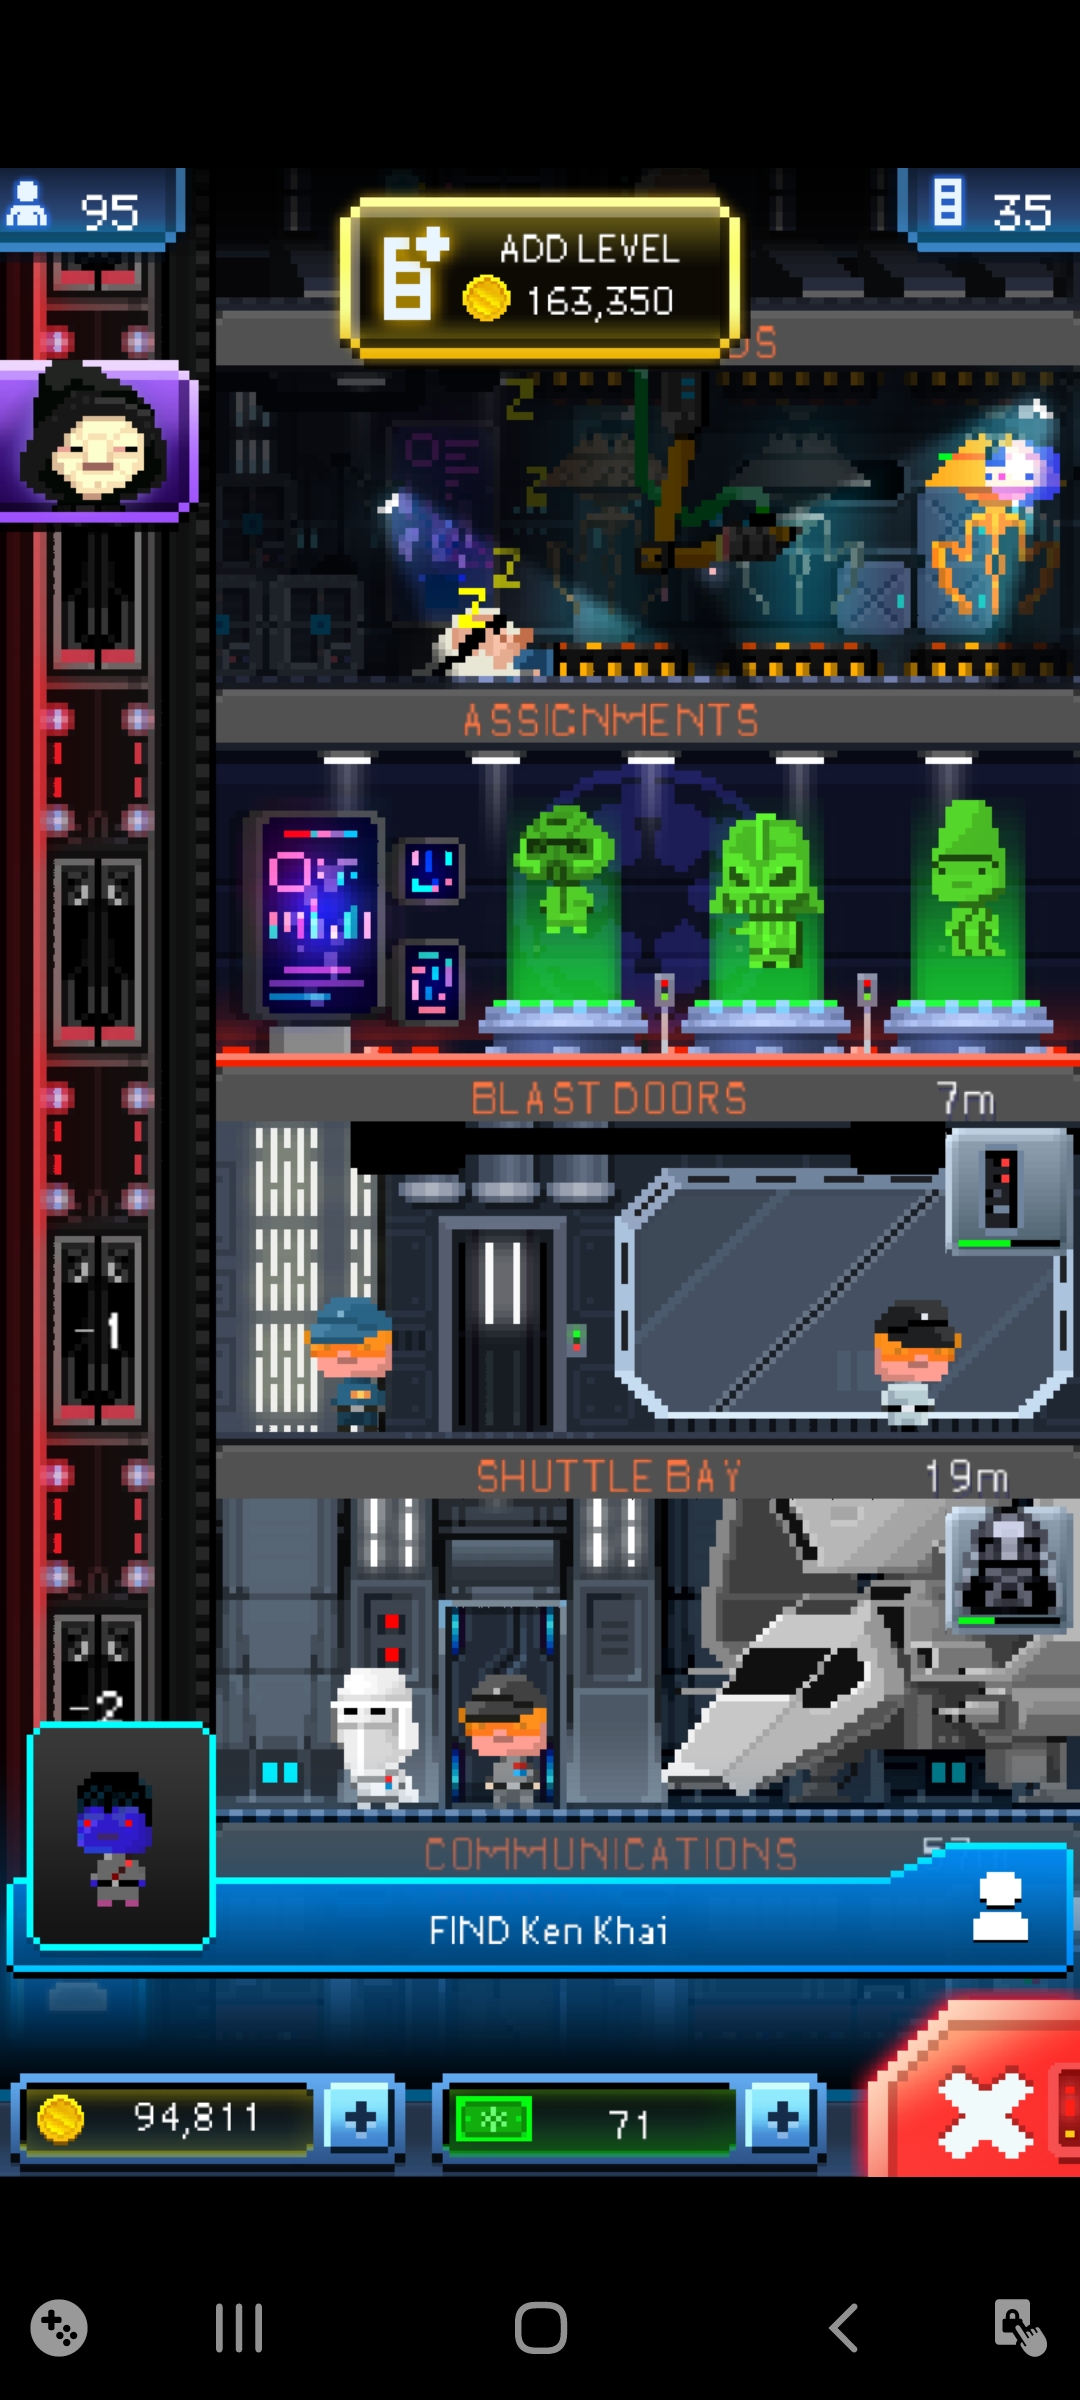 95
35
ADD LEVEL
163,350
ASSIGNMENTS
BLAST DOORS
7m
-1
SHUTTLE BAY
19m
-2
COMMUNICATIONS
FIND Ken Khai
94,811
71